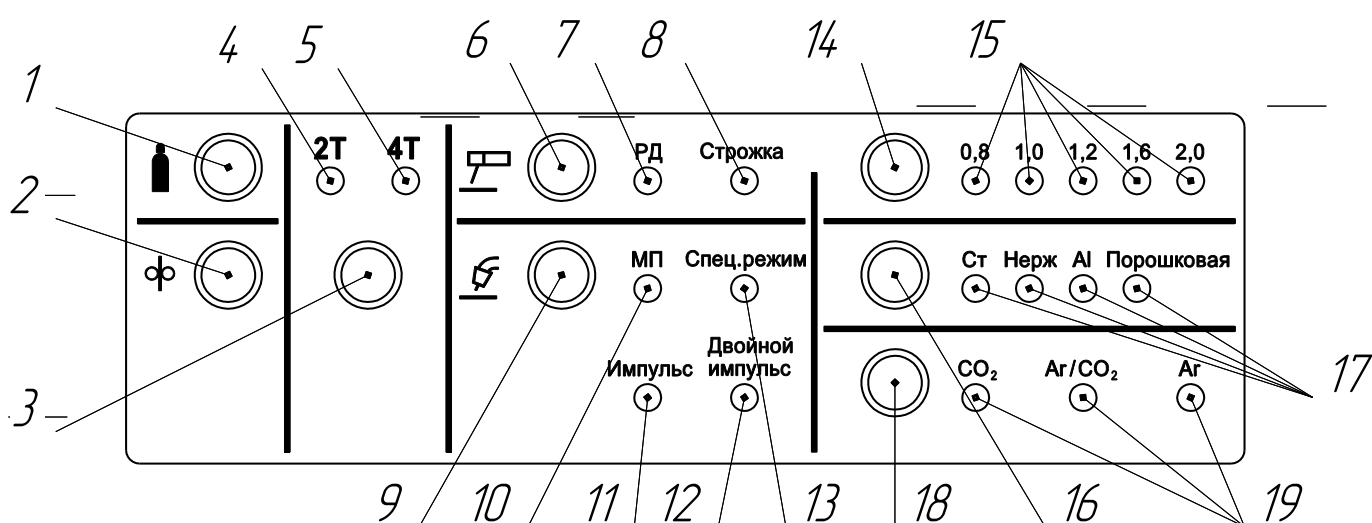 4 5 6 7 8 14 15
1
2Т 4Т РД Строжка 0,8 1,0 1,2 1,6 2,0
2
МП Спец.режим Ст Нерж Al Порошковая
Двойной
Импульс импульс CO₂ Ar/CO₂ Ar
17
3
9 10 11 12 13 18 16 19